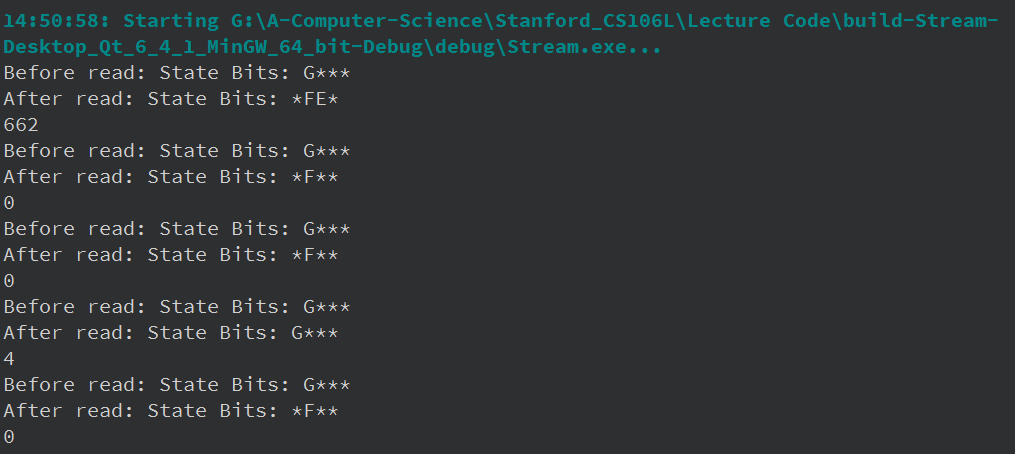 14:50:58: Starting G:\A-Computer-Science\Stanford_CS106L\Lecture Code\build-Stream-
Desktop_Qt_6_4_1_MinGW_64_bit-Debug\debug\Stream.exe...
Before read: State Bits: G***
After read: State Bits: *FE*
662
Before read: State Bits: G***
After read: State Bits: *F**
0
Before read: State Bits: G***
After read: State Bits: *F**
0
Before read: State Bits: G***
After read: State Bits: G***
4
Before read: State Bits: G***
After read: State Bits: *F**
0